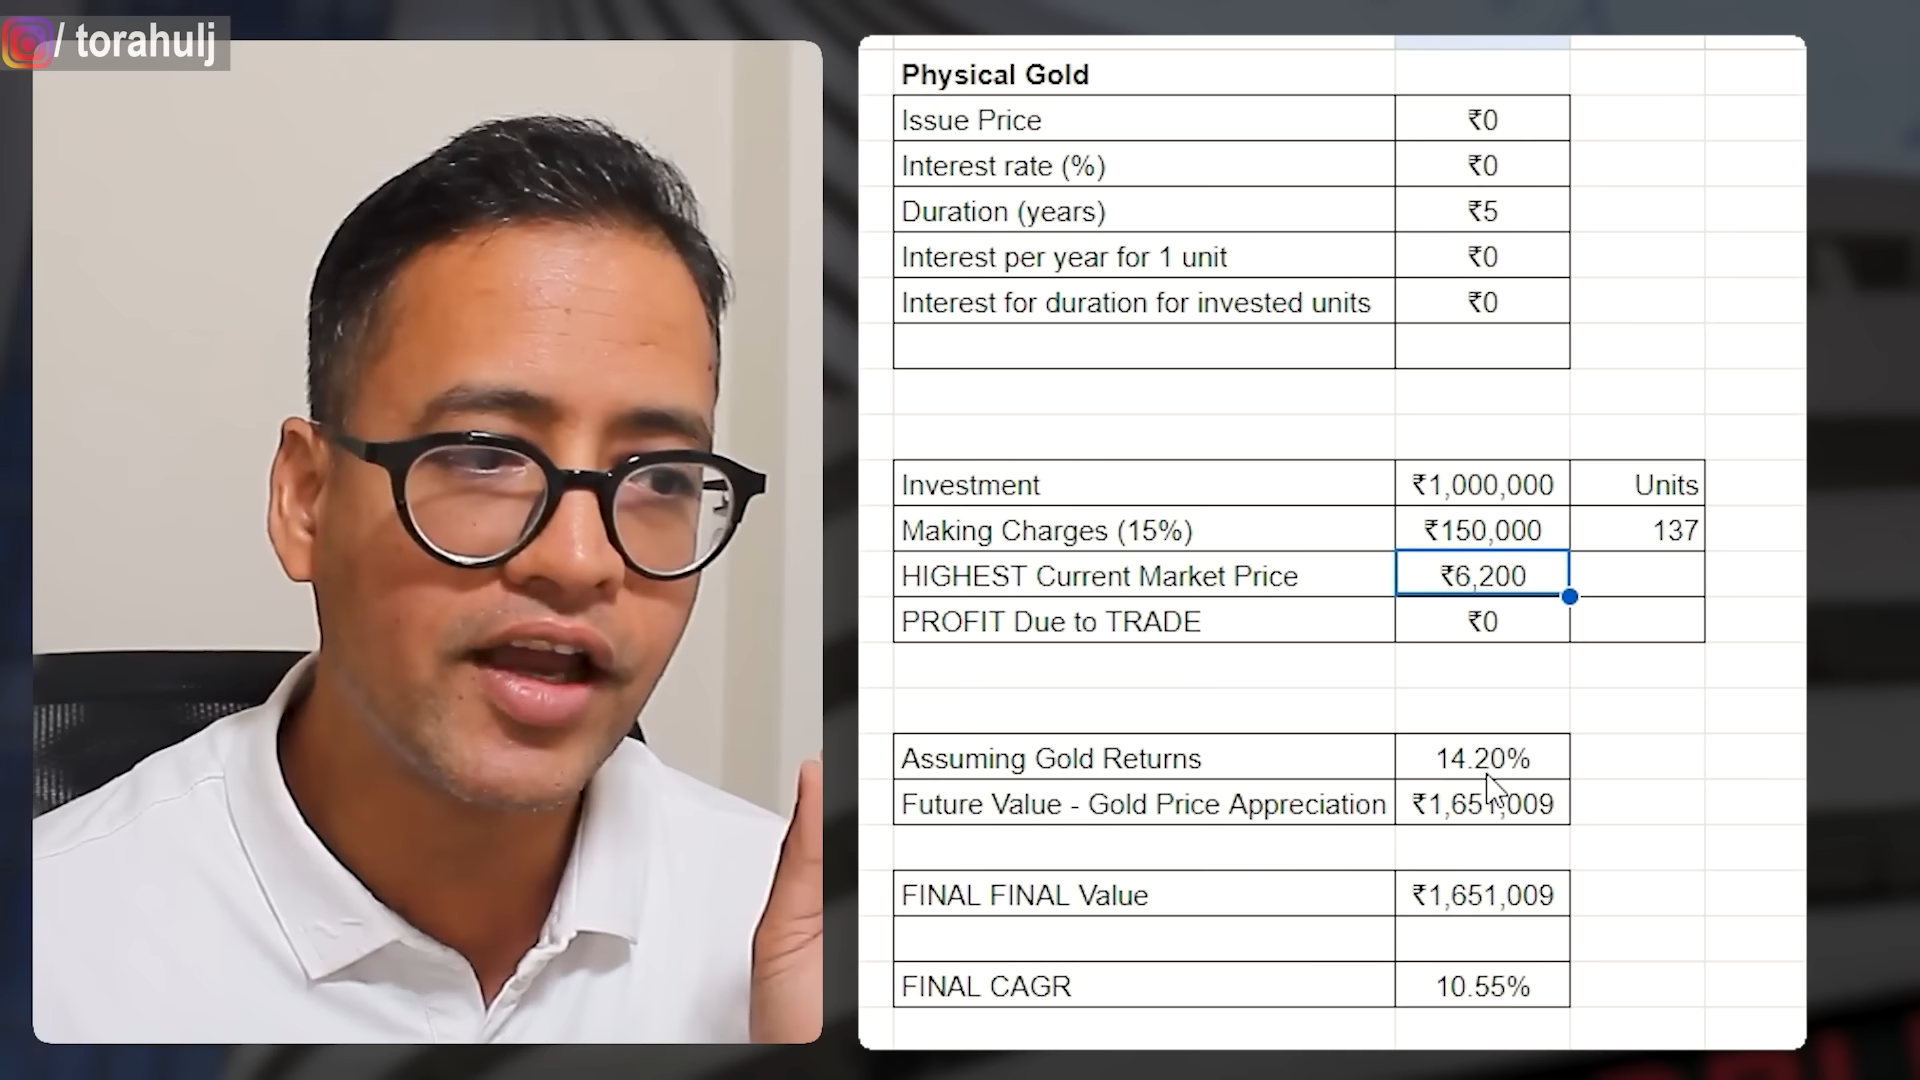 / torahulj
Physical Gold
Issue Price ₹0
Interest rate (%) ₹0
Duration (years) ₹5
Interest per year for 1 unit ₹0
Interest for duration for invested units ₹0
Investment ₹1,000,000 Units
Making Charges (15%) ₹150,000 137
HIGHEST Current Market Price ₹6,200
PROFIT Due to TRADE ₹0
Assuming Gold Returns 14.20%
Future Value - Gold Price Appreciation ₹1,651,009
FINAL FINAL Value ₹1,651,009
FINAL CAGR 10.55%